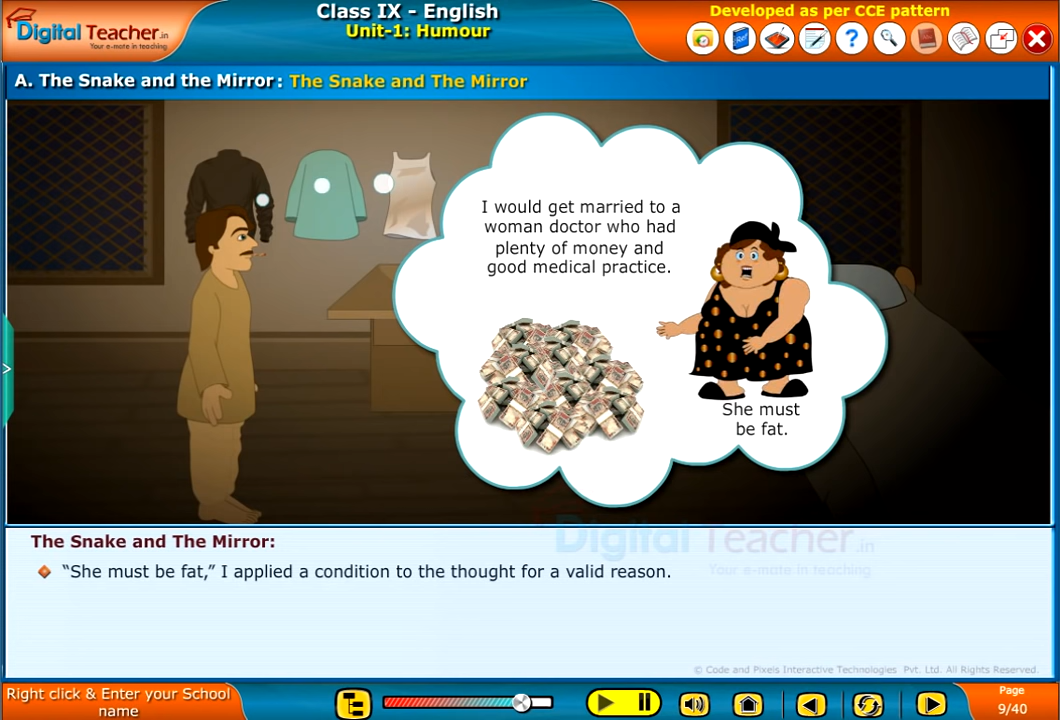 Digital Teacher.in
Your e-mate in teaching
Class IX - English
Unit-1: Humour
Developed as per CCE pattern
A. The Snake and the Mirror : The Snake and The Mirror
I would get married to a
woman doctor who had
plenty of money and
good medical practice.
She must
be fat.
The Snake and The Mirror:
“She must be fat,” I applied a condition to the thought for a valid reason.
Digital Teacher.in
Your e-mate in teaching
© Code and Pixels Interactive Technologies Pvt. Ltd. All Rights Reserved.
Right click & Enter your School
name
Page
9/40